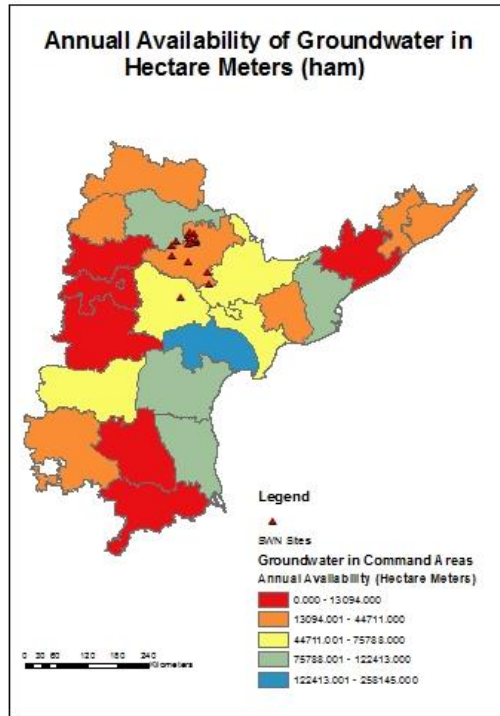 Annuall Availability of Groundwater in
Hectare Meters (ham)
Legend
SWN Sites
Groundwater in Command Areas
Annual Availability (Hectare Meters)
0.000 - 13094.000
13094.001 - 44711.000
44711.001 - 75788.000
75788.001 - 122413.000
122413.001 - 258145.000
0 30 60 120 180 240
Kilometers